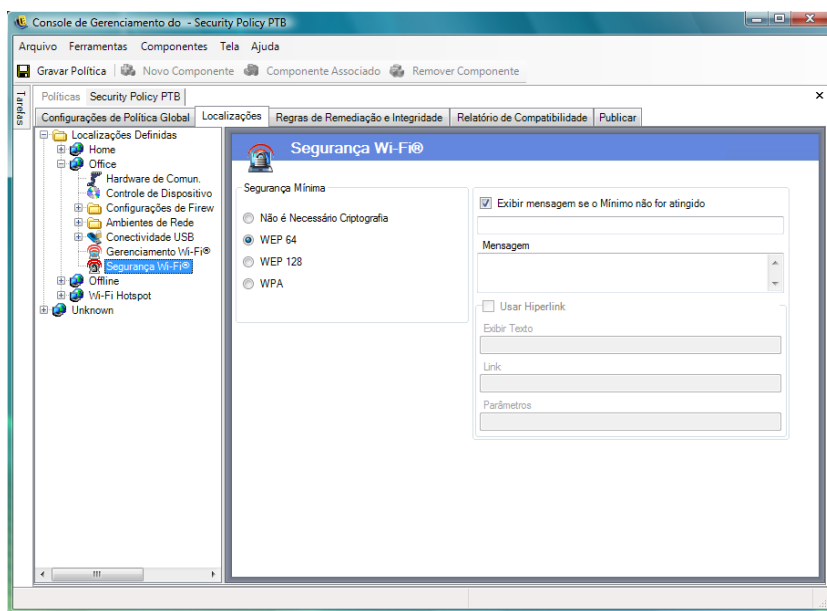 Console de Gerenciamento do - Security Policy PTB
Arquivo Ferramentas Componentes Tela Ajuda
Gravar Política Novo Componente Componente Associado Remover Componente
Tarefas
Políticas Security Policy PTB
Configurações de Política Global Localizações Regras de Remediação e Integridade Relatório de Compatibilidade Publicar
Localizações Definidas
Home
Office
Hardware de Comun.
Controle de Dispositivo
Configurações de Firew
Ambientes de Rede
Conectividade USB
Gerenciamento Wi-Fi®
Segurança Wi-Fi®
Offline
Wi-Fi Hotspot
Unknown
Segurança Wi-Fi®
Segurança Mínima
Não é Necessário Criptografia
WEP 64
WEP 128
WPA
Exibir mensagem se o Mínimo não for atingido
Mensagem
Usar Hiperlink
Exibir Texto
Link
Parâmetros